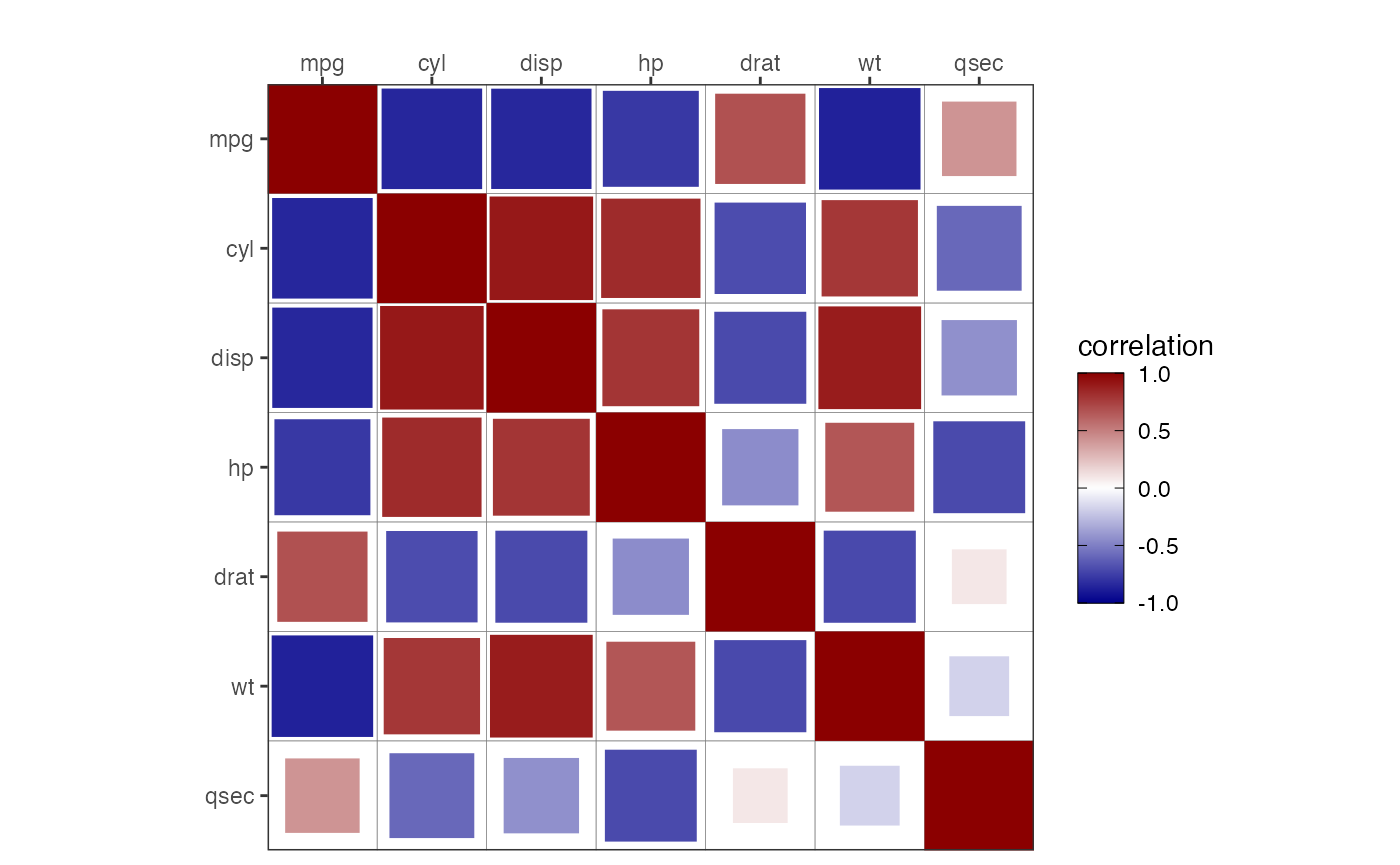 mpg cyl disp hp drat wt qsec
mpg
cyl
disp
hp
drat
wt
qsec
correlation
1.0
0.5
0.0
-0.5
-1.0